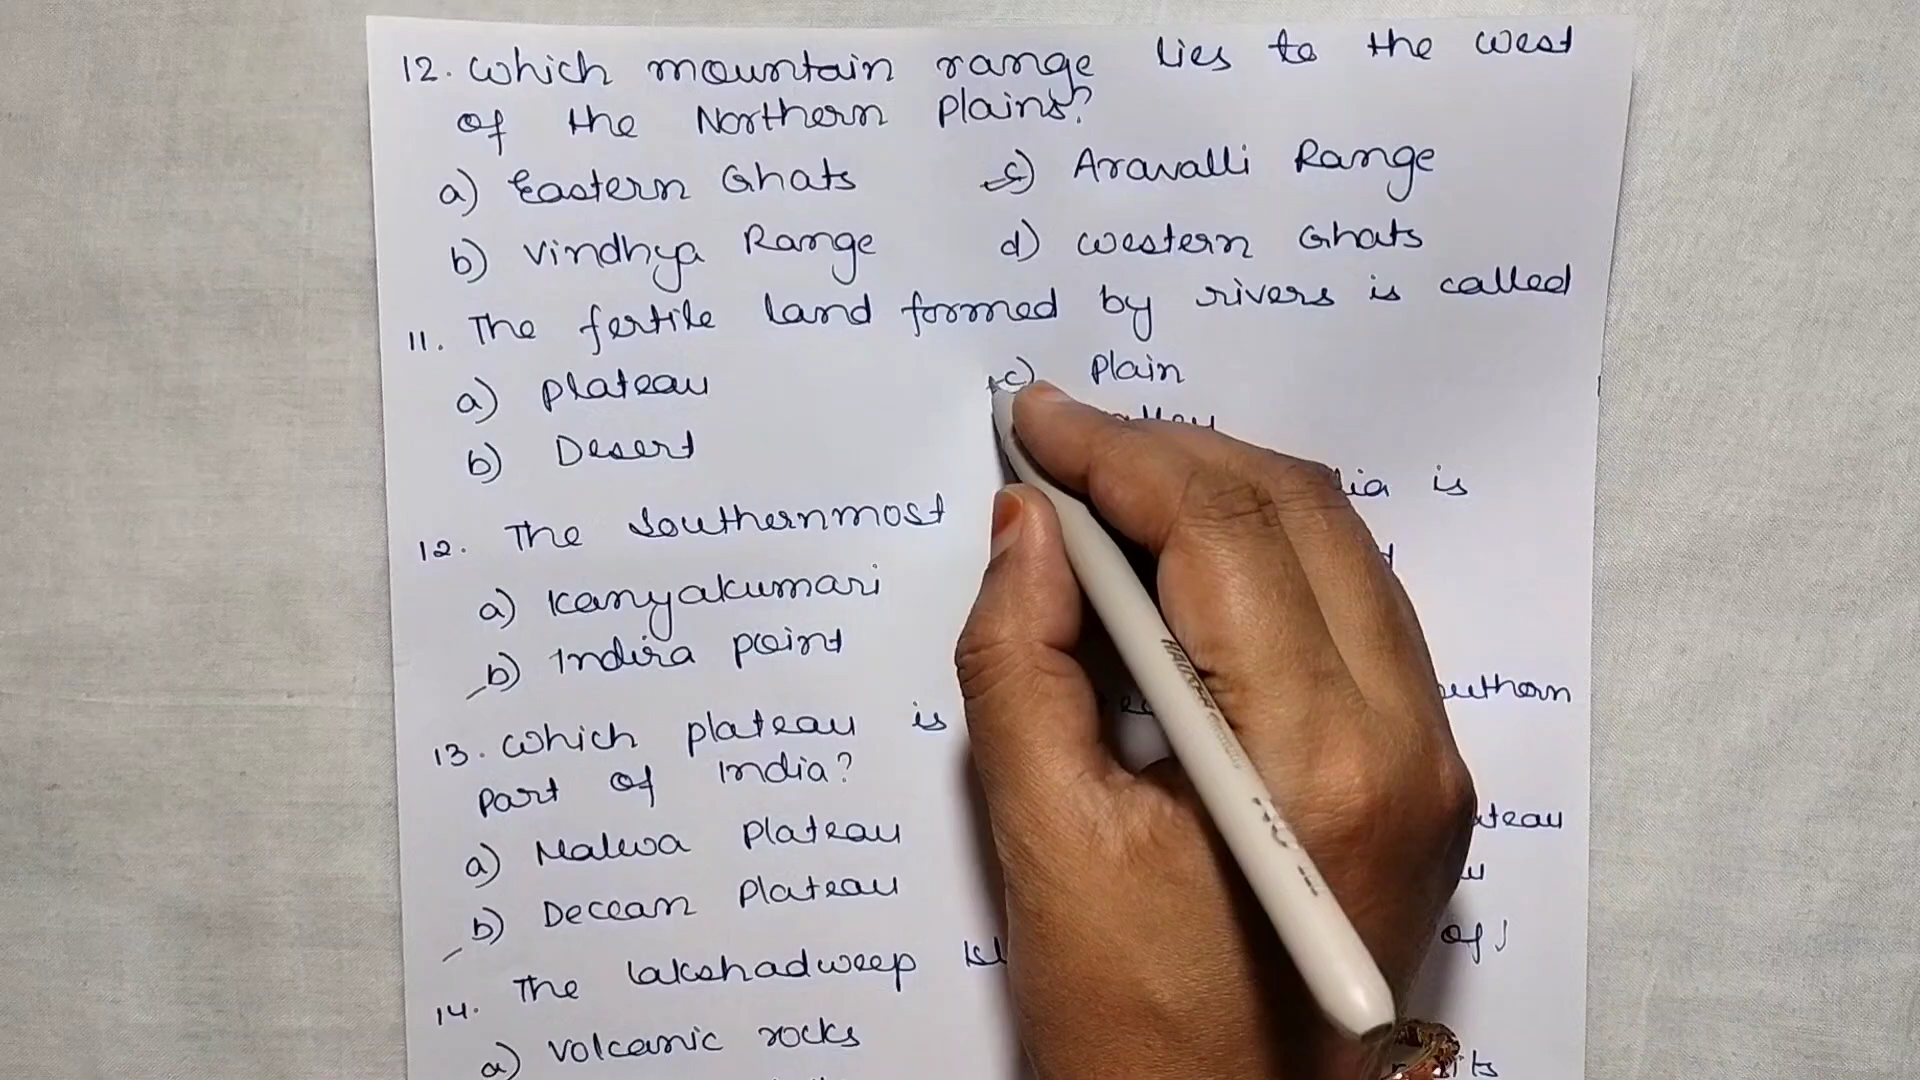 12. Which mountain range lies to the west
of the Northern Plains?
a) Eastern Ghats c) Aravalli Range
b) Vindhya Range d) Western Ghats
11. The fertile land formed by rivers is called
a) Plateau c) Plain
b) Desert
12. The Southernmost is
a) Kanyakumari
b) Indira point
13. Which plateau is
part of India?
a) Malwa Plateau
b) Deccan Plateau
14. The lakshadweep of
a) Volcanic rocks